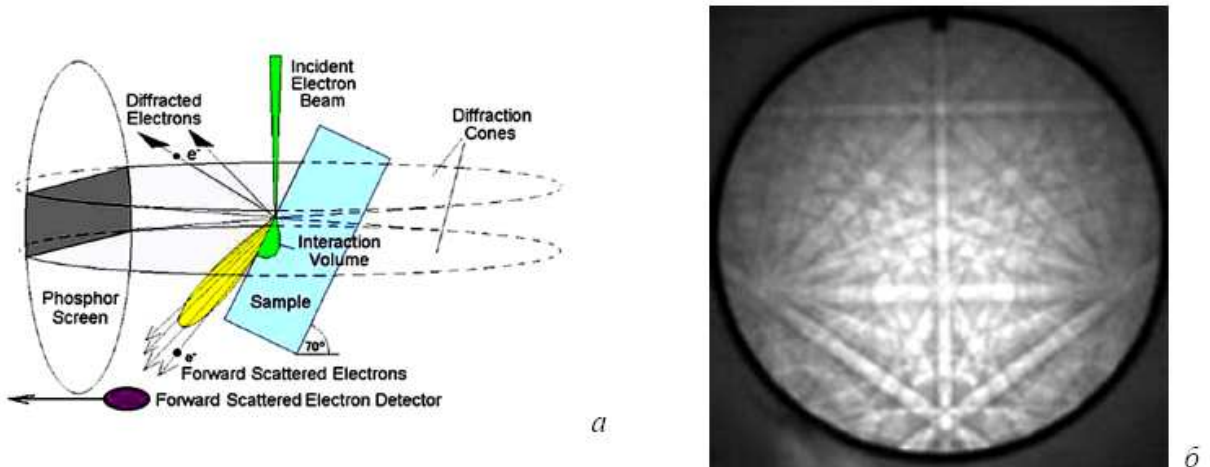 Incident
Electron
Beam
Diffracted
Electrons
Diffraction
Cones
e⁻
Interaction
Volume
Phosphor
Screen
Sample
70°
e⁻
Forward Scattered Electrons
Forward Scattered Electron Detector
а
б